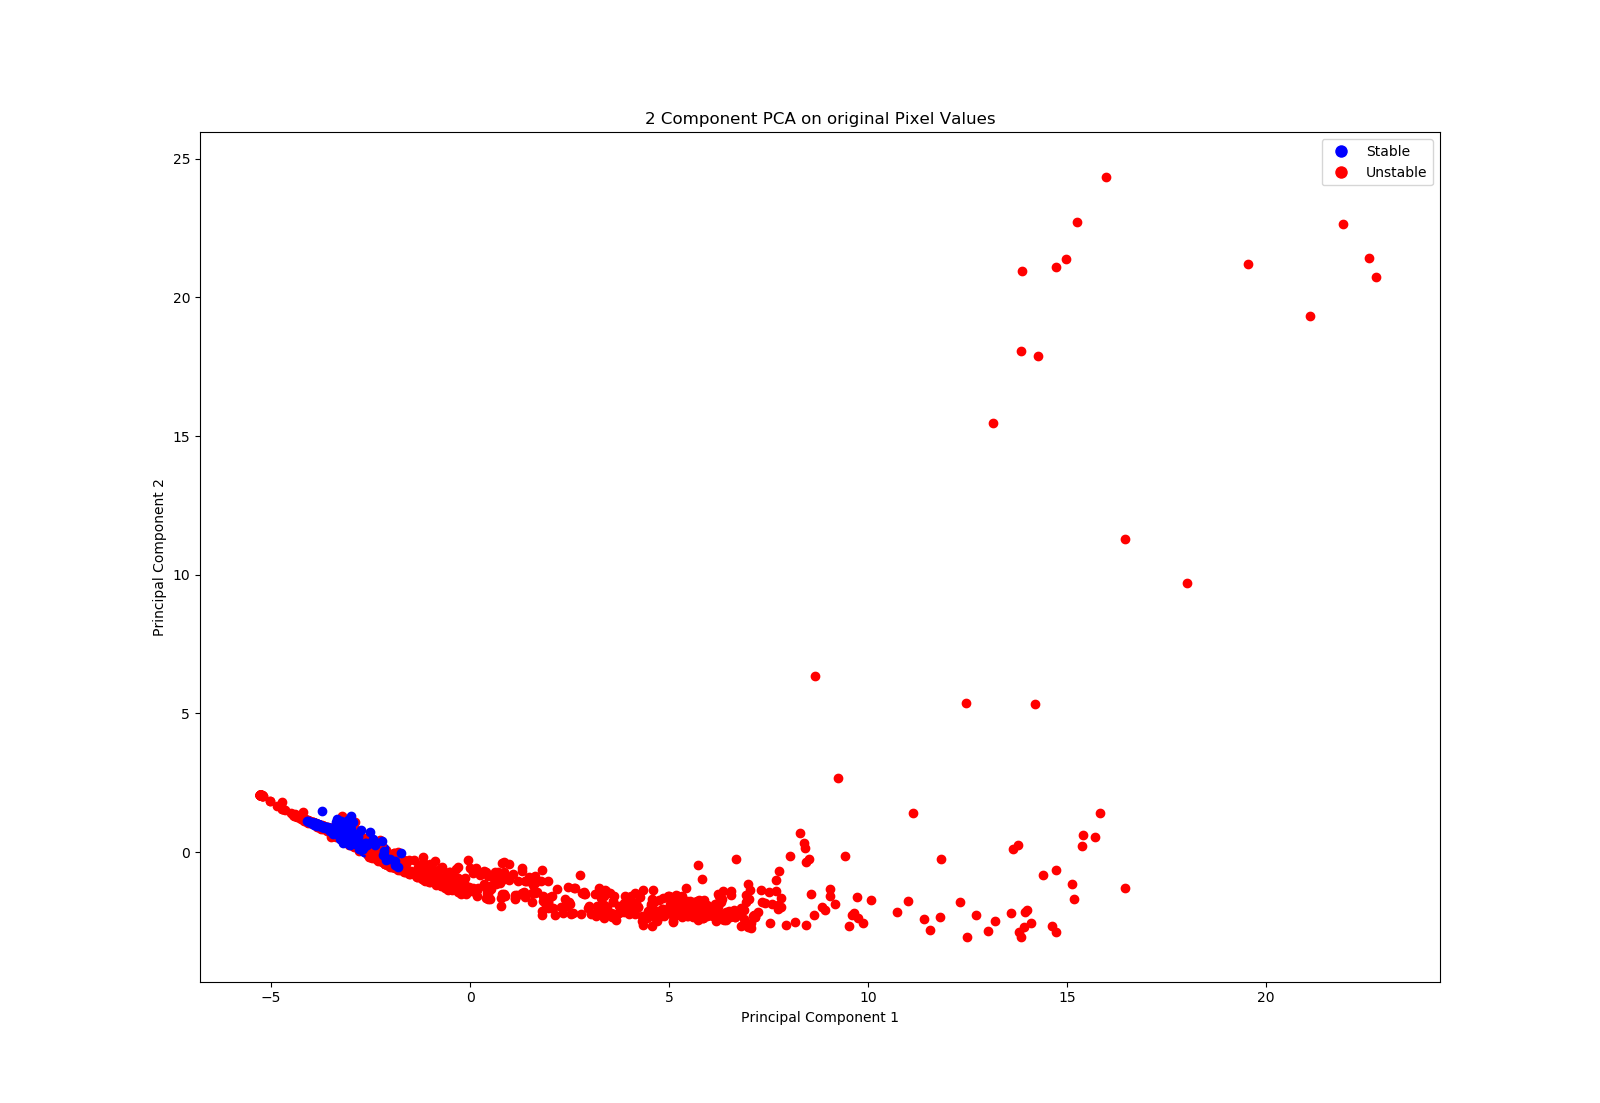 2 Component PCA on original Pixel Values
Stable
Unstable
25
20
15
10
5
0
Principal Component 2
−5
0
5
10
15
20
Principal Component 1